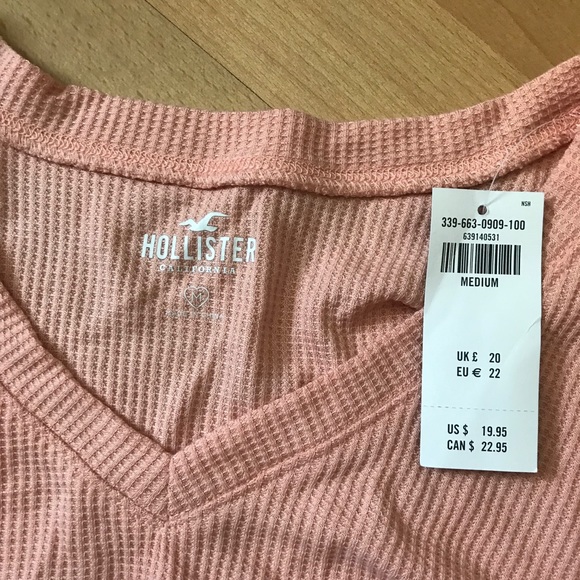 HOLLISTER
CALIFORNIA
M
NSH
339-663-0909-100
639140531
MEDIUM
UK £ 20
EU € 22
US $ 19.95
CAN $ 22.95